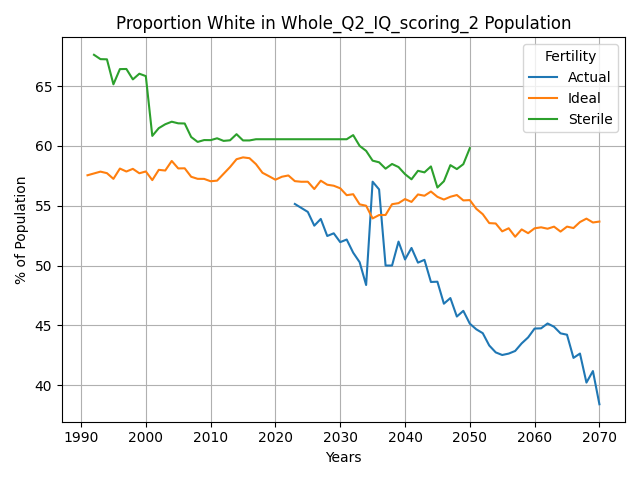 Proportion White in Whole_Q2_IQ_scoring_2 Population
Fertility
Actual
Ideal
Sterile
% of Population
65
60
55
50
45
40
1990 2000 2010 2020 2030 2040 2050 2060 2070
Years